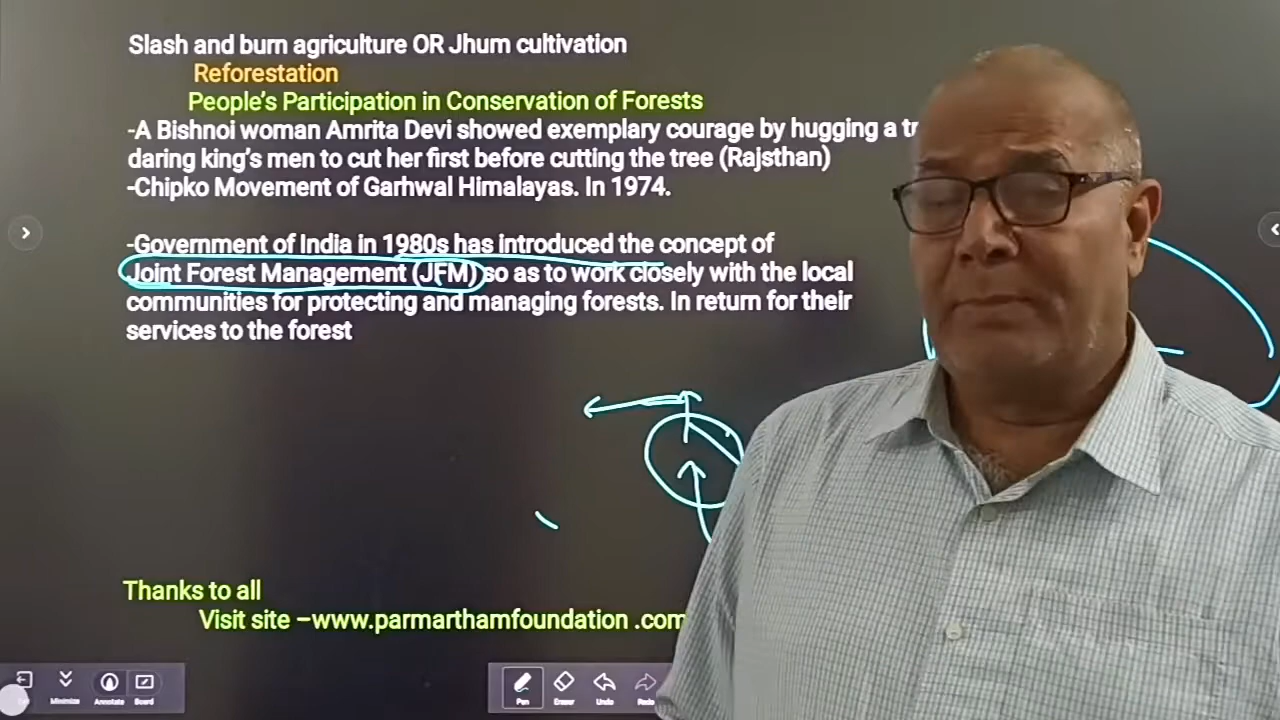 Slash and burn agriculture OR Jhum cultivation
Reforestation
People's Participation in Conservation of Forests
-A Bishnoi woman Amrita Devi showed exemplary courage by hugging a
daring king's men to cut her first before cutting the tree (Rajsthan)
-Chipko Movement of Garhwal Himalayas. In 1974.
-Government of India in 1980s has introduced the concept of
Joint Forest Management (JFM) so as to work closely with the local
communities for protecting and managing forests. In return for their
services to the forest
Thanks to all
Visit site –www.parmarthamfoundation .com
Minimize Annotate Board Pen Eraser Undo Redo